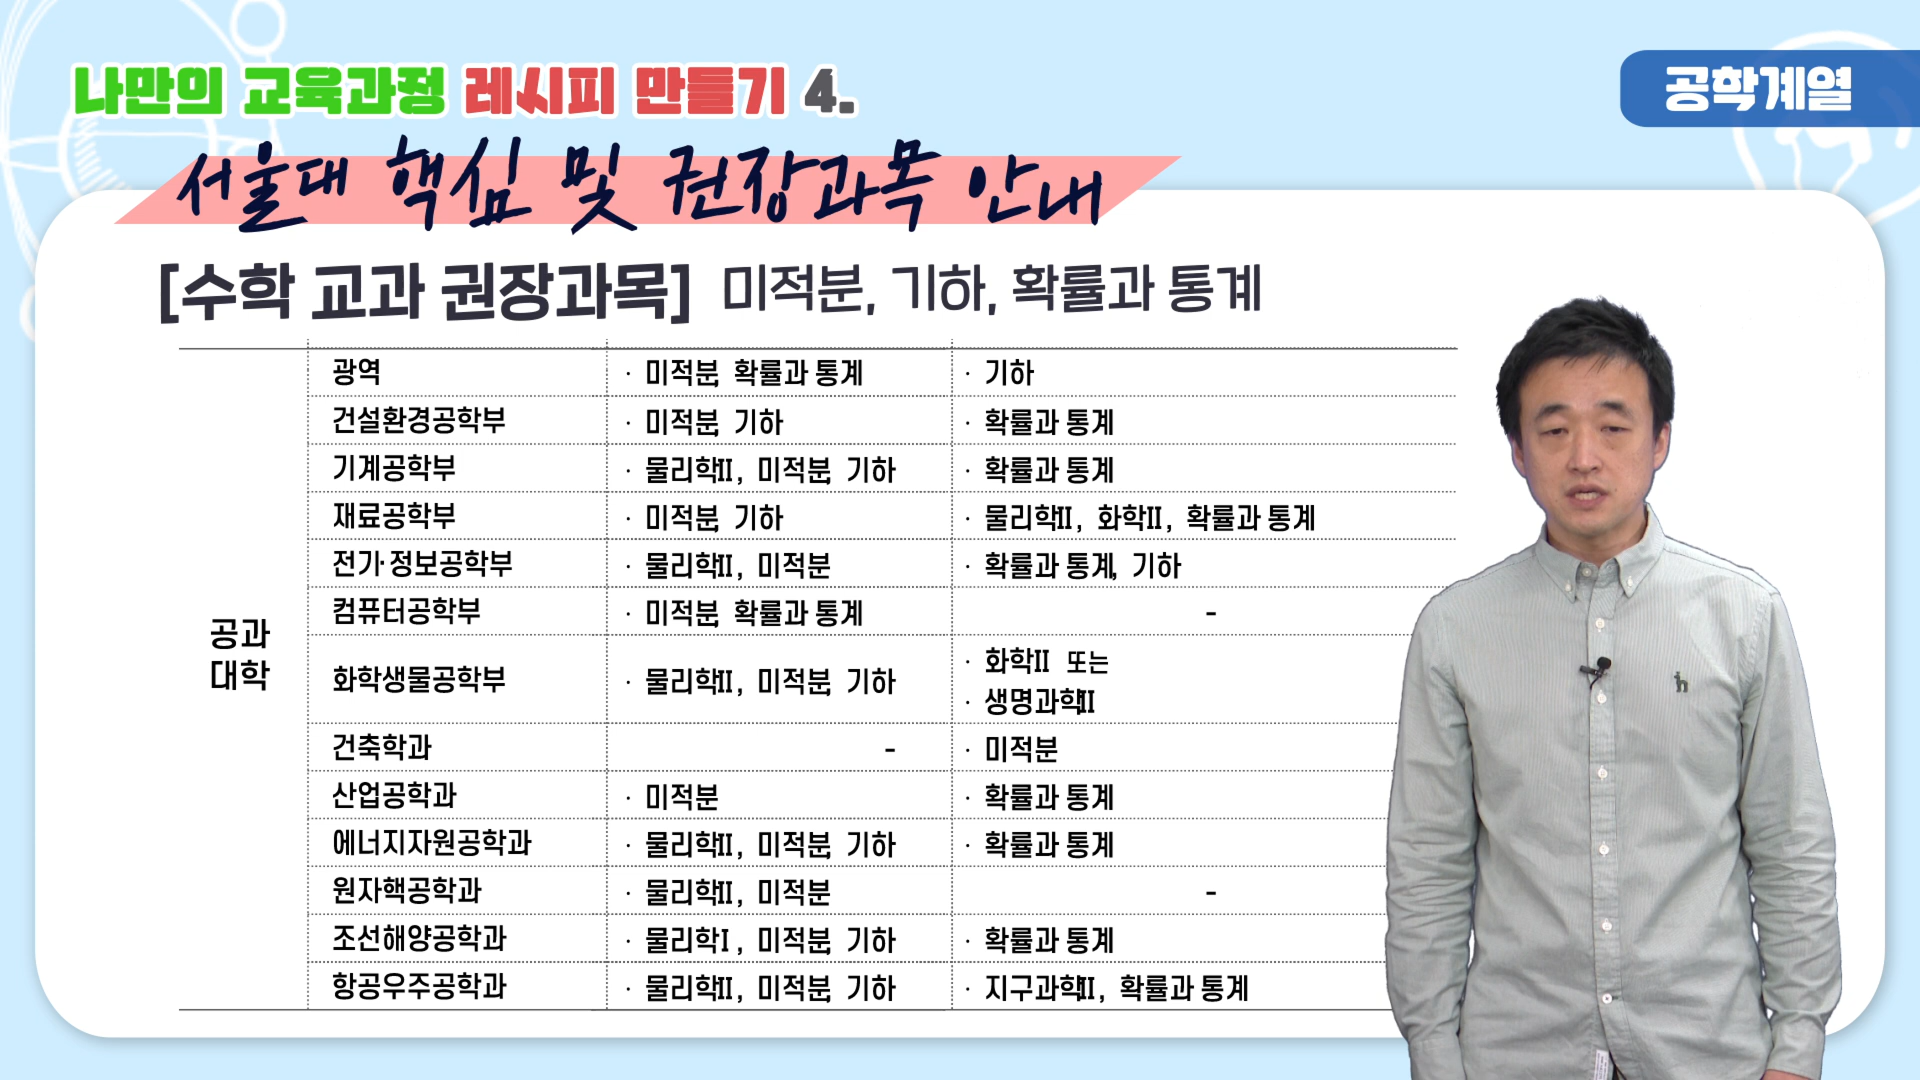 나만의 교육과정 레시피 만들기 4.
공학계열
서울대 핵심 및 권장과목 안내
[수학 교과 권장과목] 미적분, 기하, 확률과 통계
공과
대학
광역 · 미적분, 확률과 통계 · 기하
건설환경공학부 · 미적분, 기하 · 확률과 통계
기계공학부 · 물리학II, 미적분, 기하 · 확률과 통계
재료공학부 · 미적분, 기하 · 물리학II, 화학II, 확률과 통계
전기·정보공학부 · 물리학II, 미적분 · 확률과 통계, 기하
컴퓨터공학부 · 미적분, 확률과 통계 -
화학생물공학부 · 물리학II, 미적분, 기하 · 화학II 또는
· 생명과학II
건축학과 - · 미적분
산업공학과 · 미적분 · 확률과 통계
에너지자원공학과 · 물리학II, 미적분, 기하 · 확률과 통계
원자핵공학과 · 물리학II, 미적분 -
조선해양공학과 · 물리학I, 미적분, 기하 · 확률과 통계
항공우주공학과 · 물리학II, 미적분, 기하 · 지구과학II, 확률과 통계